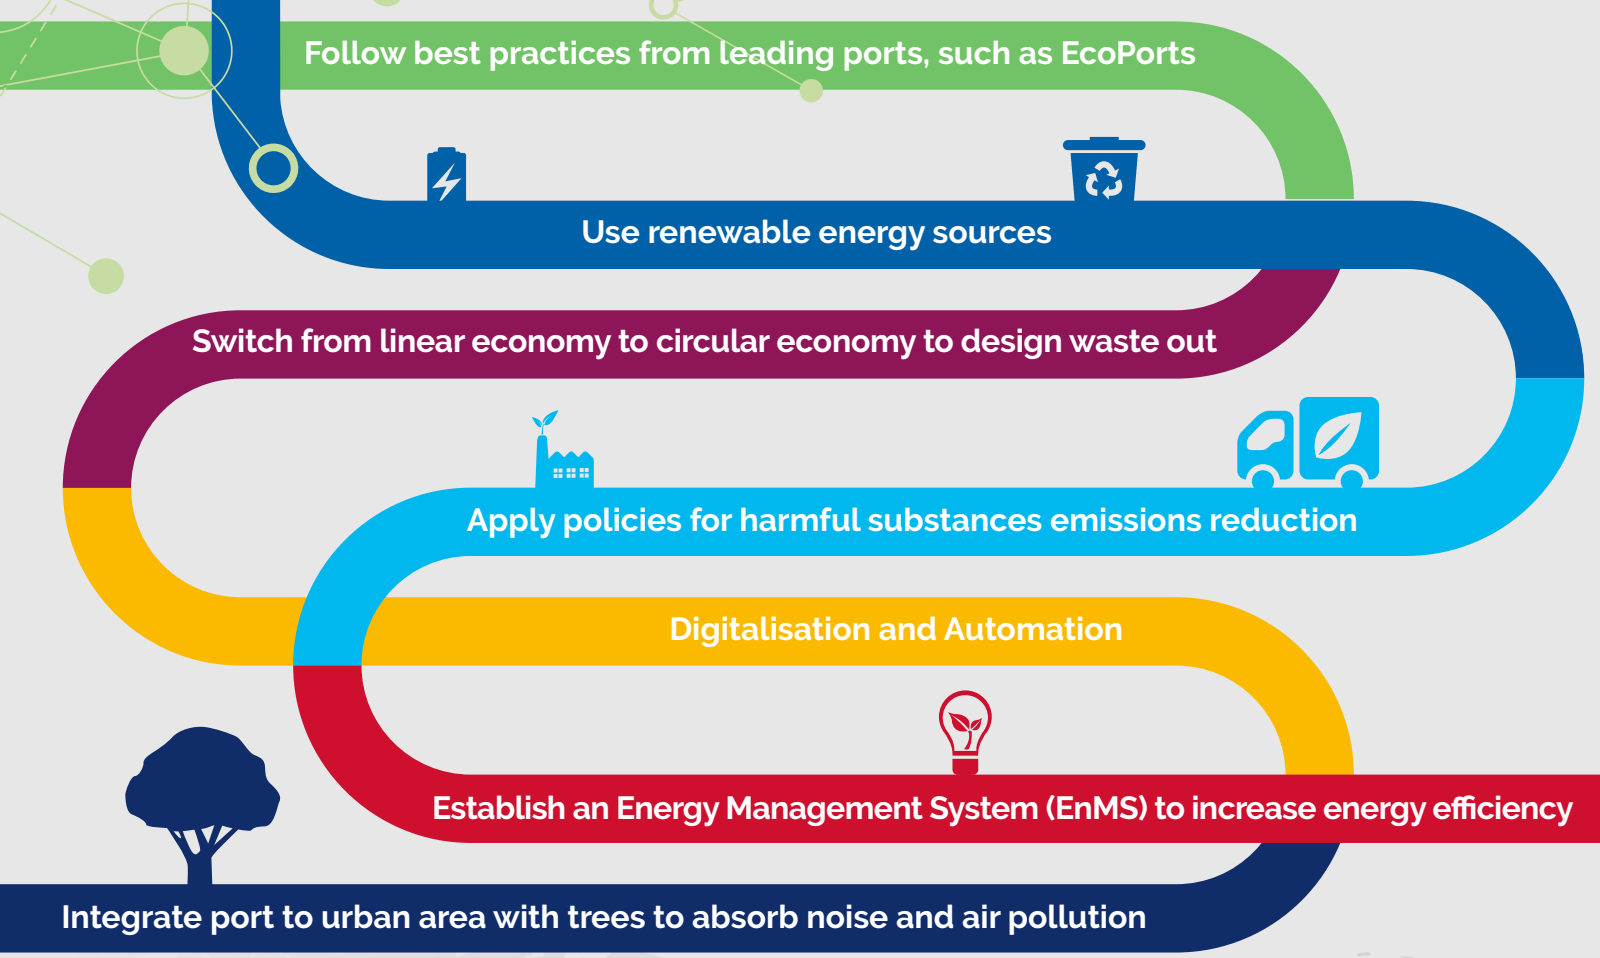 Follow best practices from leading ports, such as EcoPorts
Use renewable energy sources
Switch from linear economy to circular economy to design waste out
Apply policies for harmful substances emissions reduction
Digitalisation and Automation
Establish an Energy Management System (EnMS) to increase energy efficiency
Integrate port to urban area with trees to absorb noise and air pollution